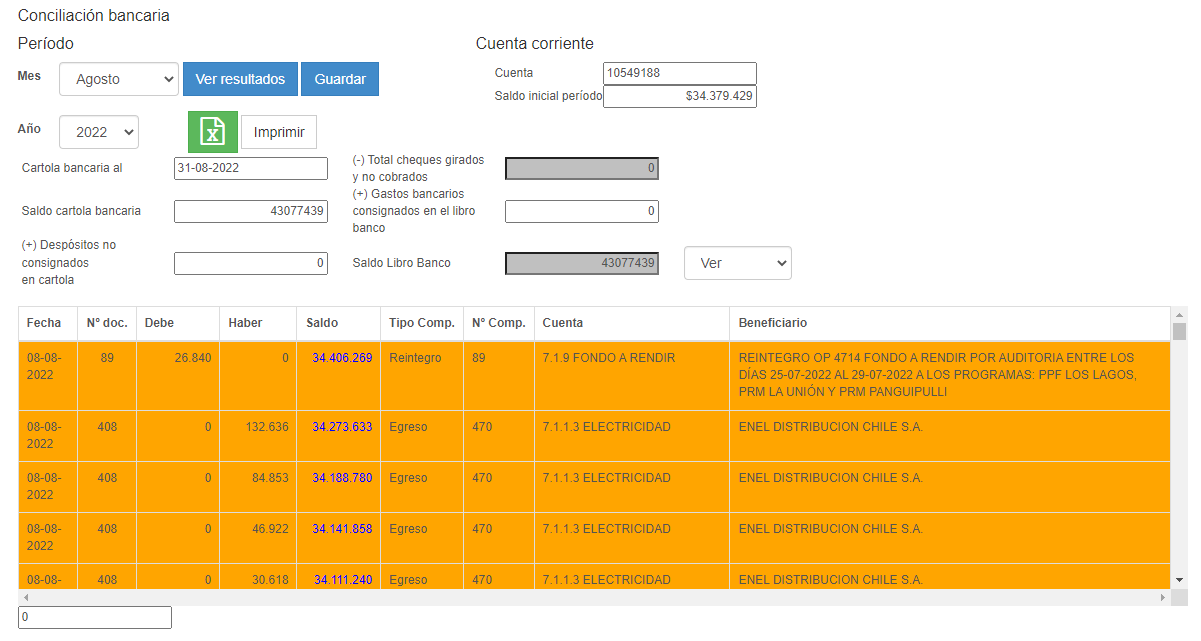 Conciliación bancaria
Período
Cuenta corriente
Mes
Agosto
Ver resultados
Guardar
Cuenta
10549188
Saldo inicial período
$34.379.429
Año
2022
Imprimir
Cartola bancaria al
31-08-2022
(-) Total cheques girados
y no cobrados
0
Saldo cartola bancaria
43077439
(+) Gastos bancarios
consignados en el libro
banco
0
(+) Despósitos no
consignados
en cartola
0
Saldo Libro Banco
43077439
Ver
Fecha Nº doc. Debe Haber Saldo Tipo Comp. Nº Comp. Cuenta Beneficiario
08-08-2022 89 26.840 0 34.406.269 Reintegro 89 7.1.9 FONDO A RENDIR REINTEGRO OP 4714 FONDO A RENDIR POR AUDITORIA ENTRE LOS
DÍAS 25-07-2022 AL 29-07-2022 A LOS PROGRAMAS: PPF LOS LAGOS,
PRM LA UNIÓN Y PRM PANGUIPULLI
08-08-2022 408 0 132.636 34.273.633 Egreso 470 7.1.1.3 ELECTRICIDAD ENEL DISTRIBUCION CHILE S.A.
08-08-2022 408 0 84.853 34.188.780 Egreso 470 7.1.1.3 ELECTRICIDAD ENEL DISTRIBUCION CHILE S.A.
08-08-2022 408 0 46.922 34.141.858 Egreso 470 7.1.1.3 ELECTRICIDAD ENEL DISTRIBUCION CHILE S.A.
08-08- 408 0 30.618 34.111.240 Egreso 470 7.1.1.3 ELECTRICIDAD ENEL DISTRIBUCION CHILE S.A.
0